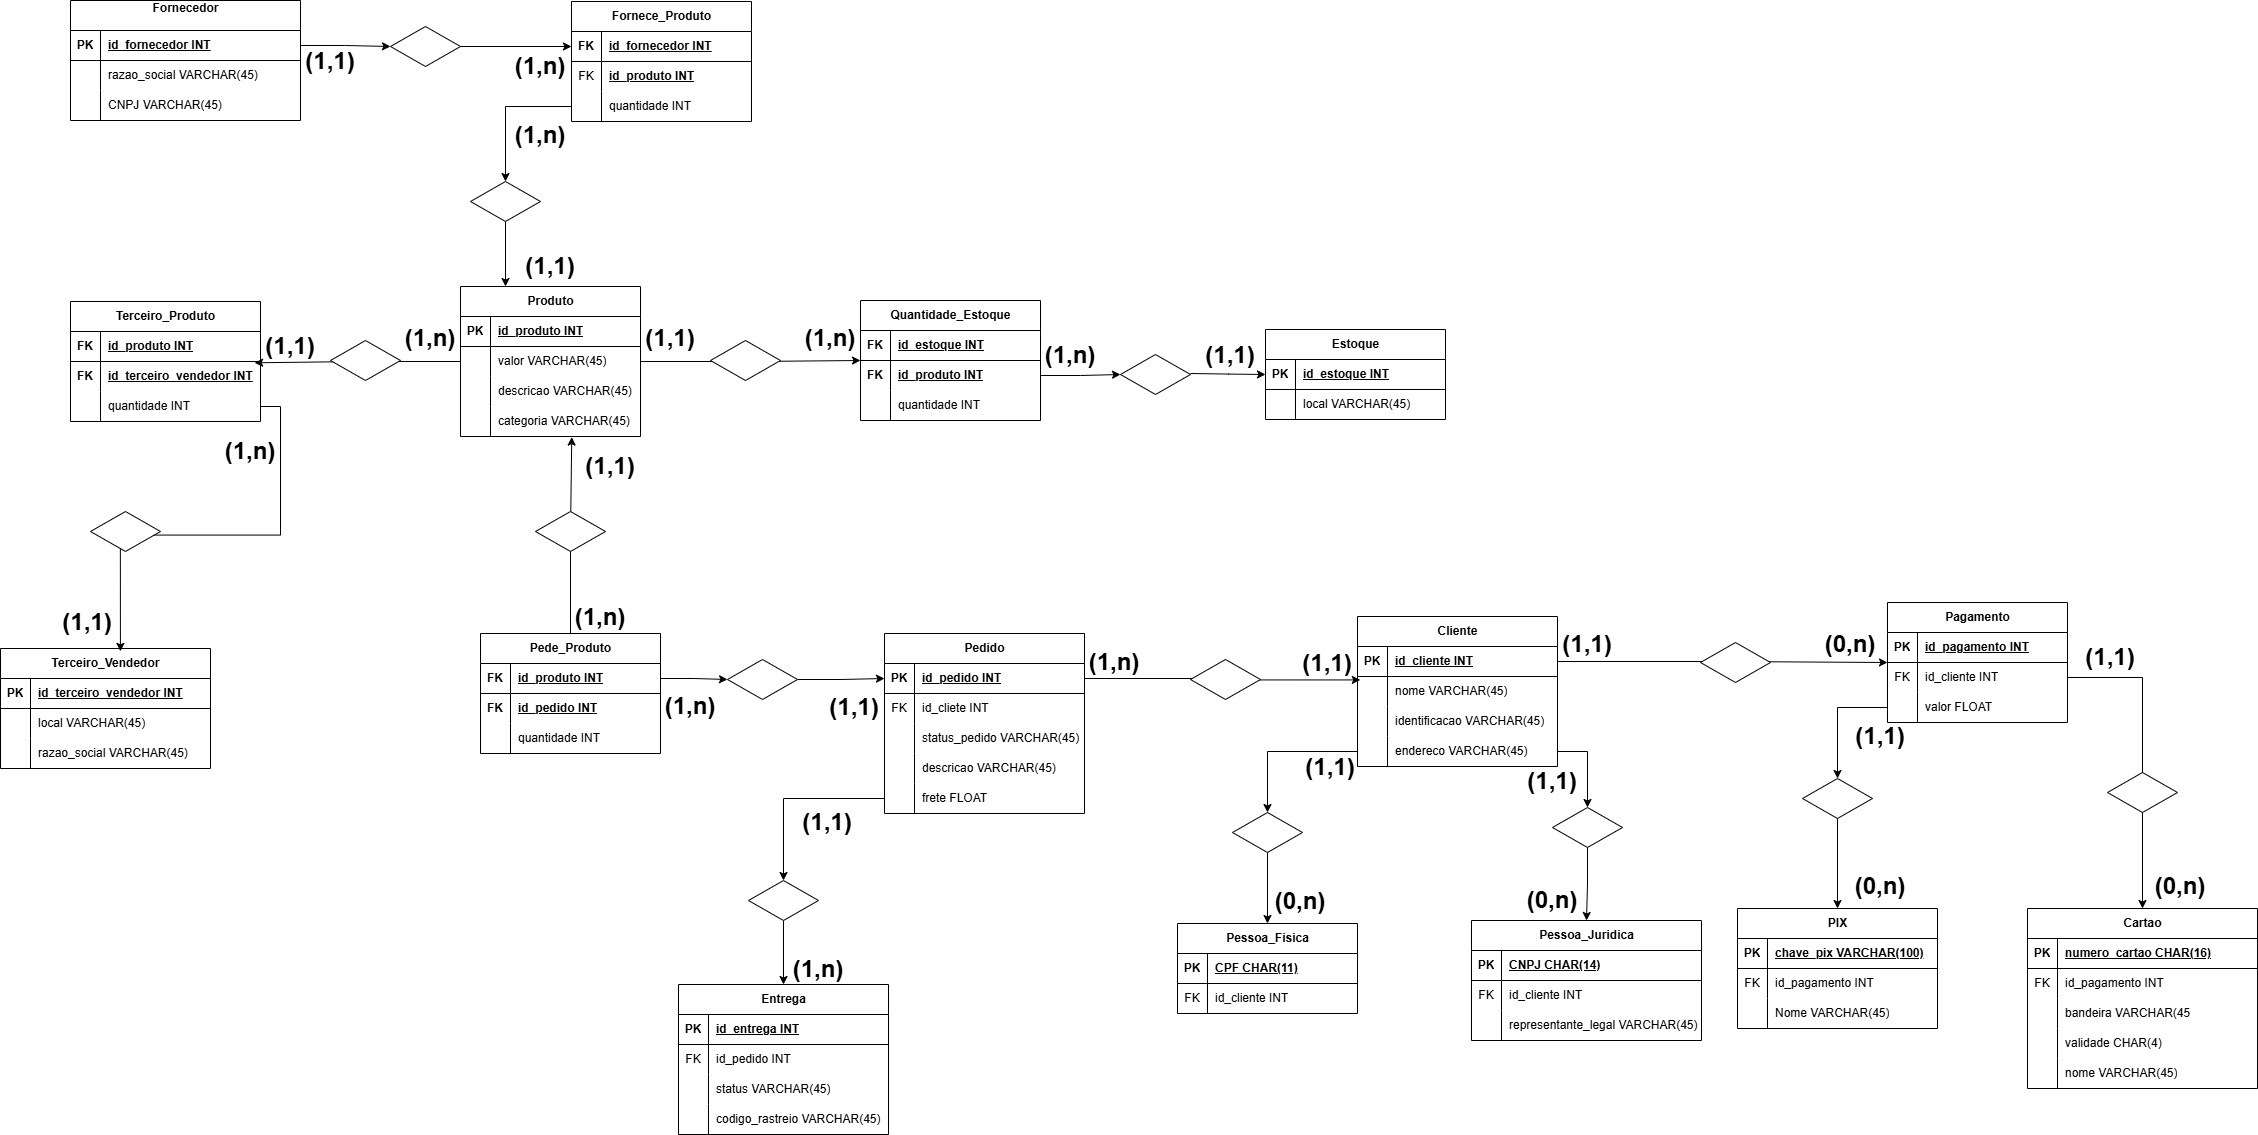 Fornecedor
PK id_fornecedor INT
razao_social VARCHAR(45)
CNPJ VARCHAR(45)
(1,1)
(1,n)
Fornece_Produto
FK id_fornecedor INT
FK id_produto INT
quantidade INT
(1,n)
(1,1)
Terceiro_Produto
FK id_produto INT
FK id_terceiro_vendedor INT
quantidade INT
(1,1)
(1,n)
Produto
PK id_produto INT
valor VARCHAR(45)
descricao VARCHAR(45)
categoria VARCHAR(45)
(1,1)
(1,n)
Quantidade_Estoque
FK id_estoque INT
FK id_produto INT
quantidade INT
(1,n)
(1,1)
Estoque
PK id_estoque INT
local VARCHAR(45)
(1,n)
(1,1)
(1,1)
(1,n)
Terceiro_Vendedor
PK id_terceiro_vendedor INT
local VARCHAR(45)
razao_social VARCHAR(45)
Pede_Produto
FK id_produto INT
FK id_pedido INT
quantidade INT
(1,n)
(1,1)
Pedido
PK id_pedido INT
FK id_cliete INT
status_pedido VARCHAR(45)
descricao VARCHAR(45)
frete FLOAT
(1,n)
(1,1)
Cliente
PK id_cliente INT
nome VARCHAR(45)
identificacao VARCHAR(45)
endereco VARCHAR(45)
(1,1)
(0,n)
Pagamento
PK id_pagamento INT
FK id_cliente INT
valor FLOAT
(1,1)
(1,1)
(1,1)
(1,1)
(1,1)
(1,n)
(0,n)
(0,n)
(0,n)
(0,n)
Entrega
PK id_entrega INT
FK id_pedido INT
status VARCHAR(45)
codigo_rastreio VARCHAR(45)
Pessoa_Fisica
PK CPF CHAR(11)
FK id_cliente INT
Pessoa_Juridica
PK CNPJ CHAR(14)
FK id_cliente INT
representante_legal VARCHAR(45)
PIX
PK chave_pix VARCHAR(100)
FK id_pagamento INT
Nome VARCHAR(45)
Cartao
PK numero_cartao CHAR(16)
FK id_pagamento INT
bandeira VARCHAR(45
validade CHAR(4)
nome VARCHAR(45)